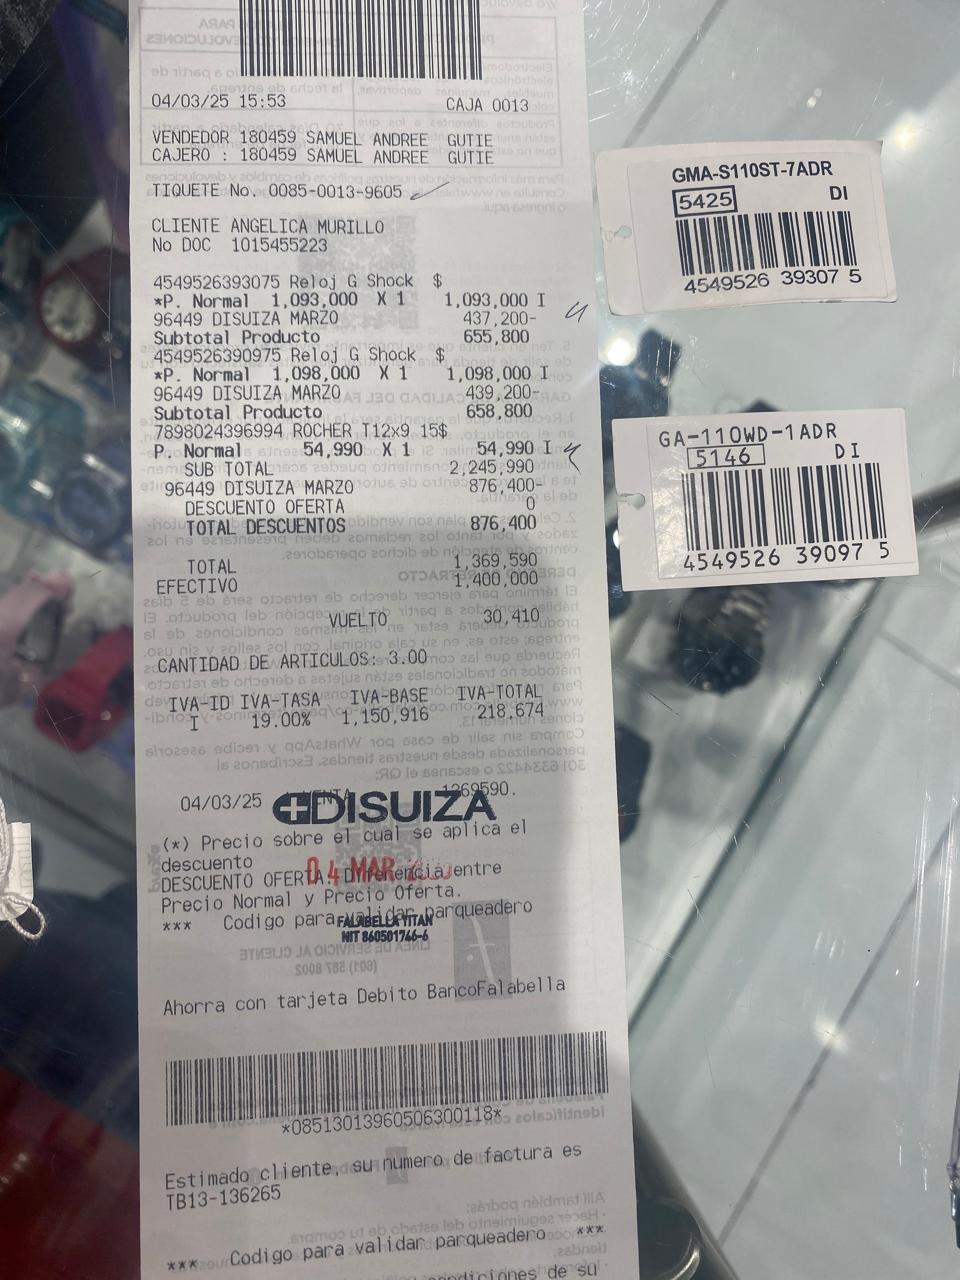 04/03/25 15:53 CAJA 0013
VENDEDOR 180459 SAMUEL ANDREE GUTIE
CAJERO : 180459 SAMUEL ANDREE GUTIE
TIQUETE No. 0085-0013-9605
CLIENTE ANGELICA MURILLO
No DOC 1015455223
4549526393075 Reloj G Shock $
*P. Normal 1,093,000 X 1 1,093,000 I
96449 DISUIZA MARZO 437,200-
Subtotal Producto 655,800
4549526390975 Reloj G Shock $
*P. Normal 1,098,000 X 1 1,098,000 I
96449 DISUIZA MARZO 439,200-
Subtotal Producto 658,800
7898024396994 ROCHER T12x9 15$
P. Normal 54,990 X 1 54,990 I
SUB TOTAL 2,245,990
96449 DISUIZA MARZO 876,400-
DESCUENTO OFERTA 0
TOTAL DESCUENTOS 876,400
TOTAL 1,369,590
EFECTIVO 1,400,000
VUELTO 30,410
CANTIDAD DE ARTICULOS: 3.00
IVA-ID IVA-TASA IVA-BASE IVA-TOTAL
I 19.00% 1,150,916 218,674
04/03/25
DISUIZA
(*) Precio sobre el cual se aplica el
descuento
DESCUENTO OFERTA: Diferencia entre
04 MAR
Precio Normal y Precio Oferta.
*** Codigo para validar parqueadero
FALABELLA TITAN
NIT 860501746-6
Ahorra con tarjeta Debito BancoFalabella
*08513013960506300118*
Estimado cliente, su numero de factura es
TB13-136265
*** Codigo para validar parqueadero ***
condiciones de su
GMA-S110ST-7ADR
5425 DI
4549526 39307 5
GA-110WD-1ADR
5146 DI
4549526 39097 5